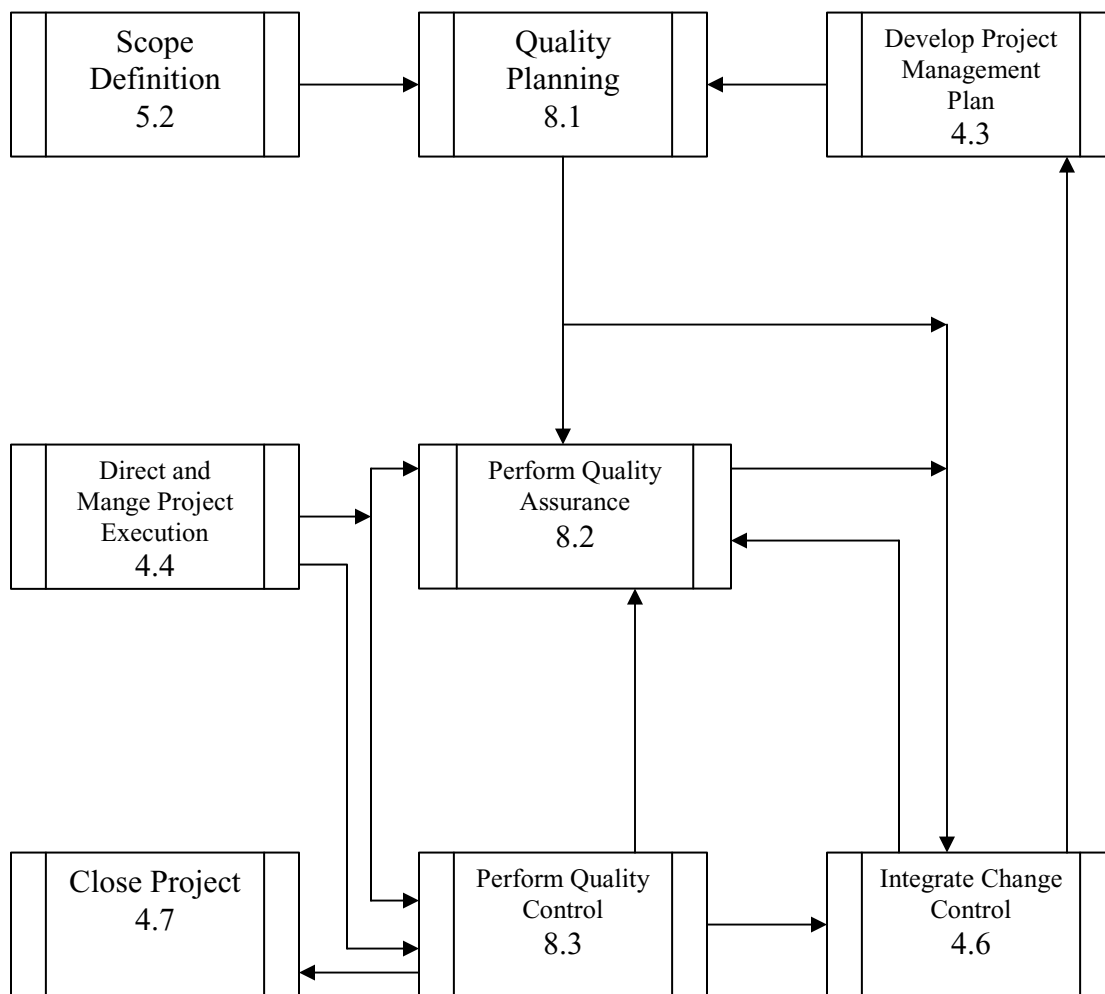 Scope
Definition
5.2
Quality
Planning
8.1
Develop Project
Management
Plan
4.3
Direct and
Mange Project
Execution
4.4
Perform Quality
Assurance
8.2
Close Project
4.7
Perform Quality
Control
8.3
Integrate Change
Control
4.6